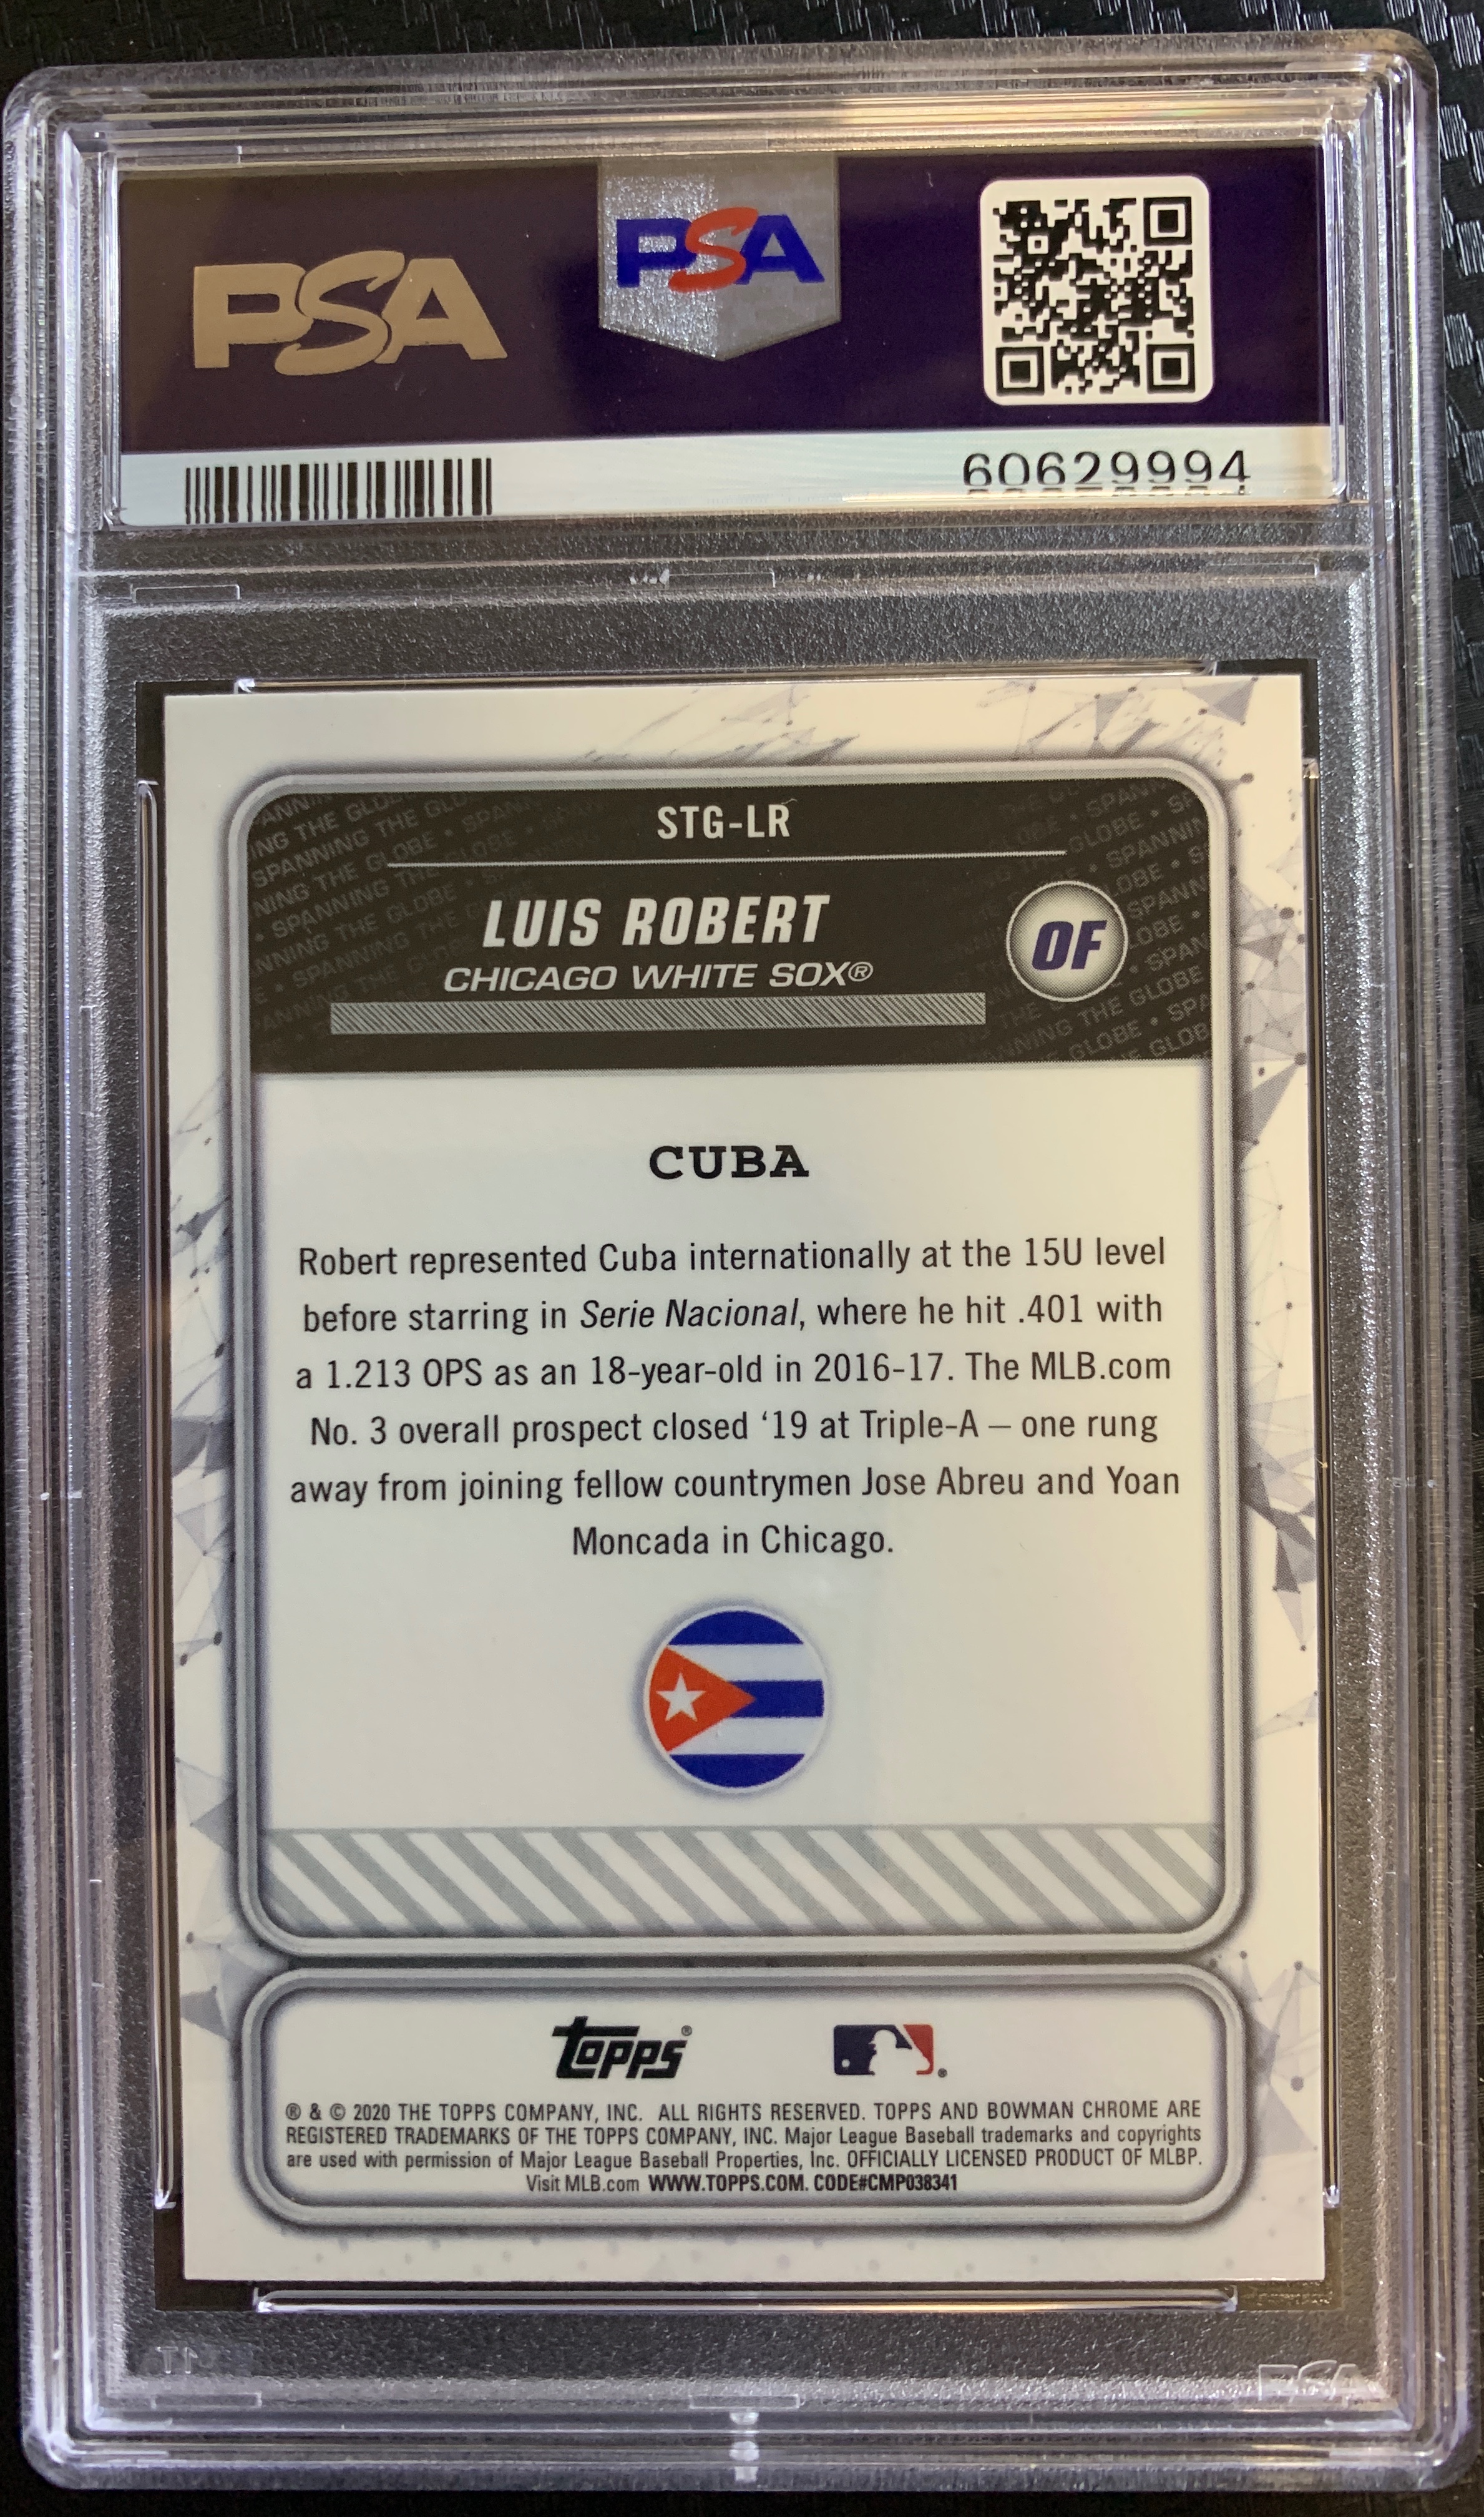 PSA
PSA
60629994
STG-LR
LUIS ROBERT
CHICAGO WHITE SOX®
OF
CUBA
Robert represented Cuba internationally at the 15U level
before starring in Serie Nacional, where he hit .401 with
a 1.213 OPS as an 18-year-old in 2016-17. The MLB.com
No. 3 overall prospect closed ‘19 at Triple-A – one rung
away from joining fellow countrymen Jose Abreu and Yoan
Moncada in Chicago.
topps®
® & © 2020 THE TOPPS COMPANY, INC. ALL RIGHTS RESERVED. TOPPS AND BOWMAN CHROME ARE
REGISTERED TRADEMARKS OF THE TOPPS COMPANY, INC. Major League Baseball trademarks and copyrights
are used with permission of Major League Baseball Properties, Inc. OFFICIALLY LICENSED PRODUCT OF MLBP.
Visit MLB.com WWW.TOPPS.COM. CODE#CMP038341
PSA